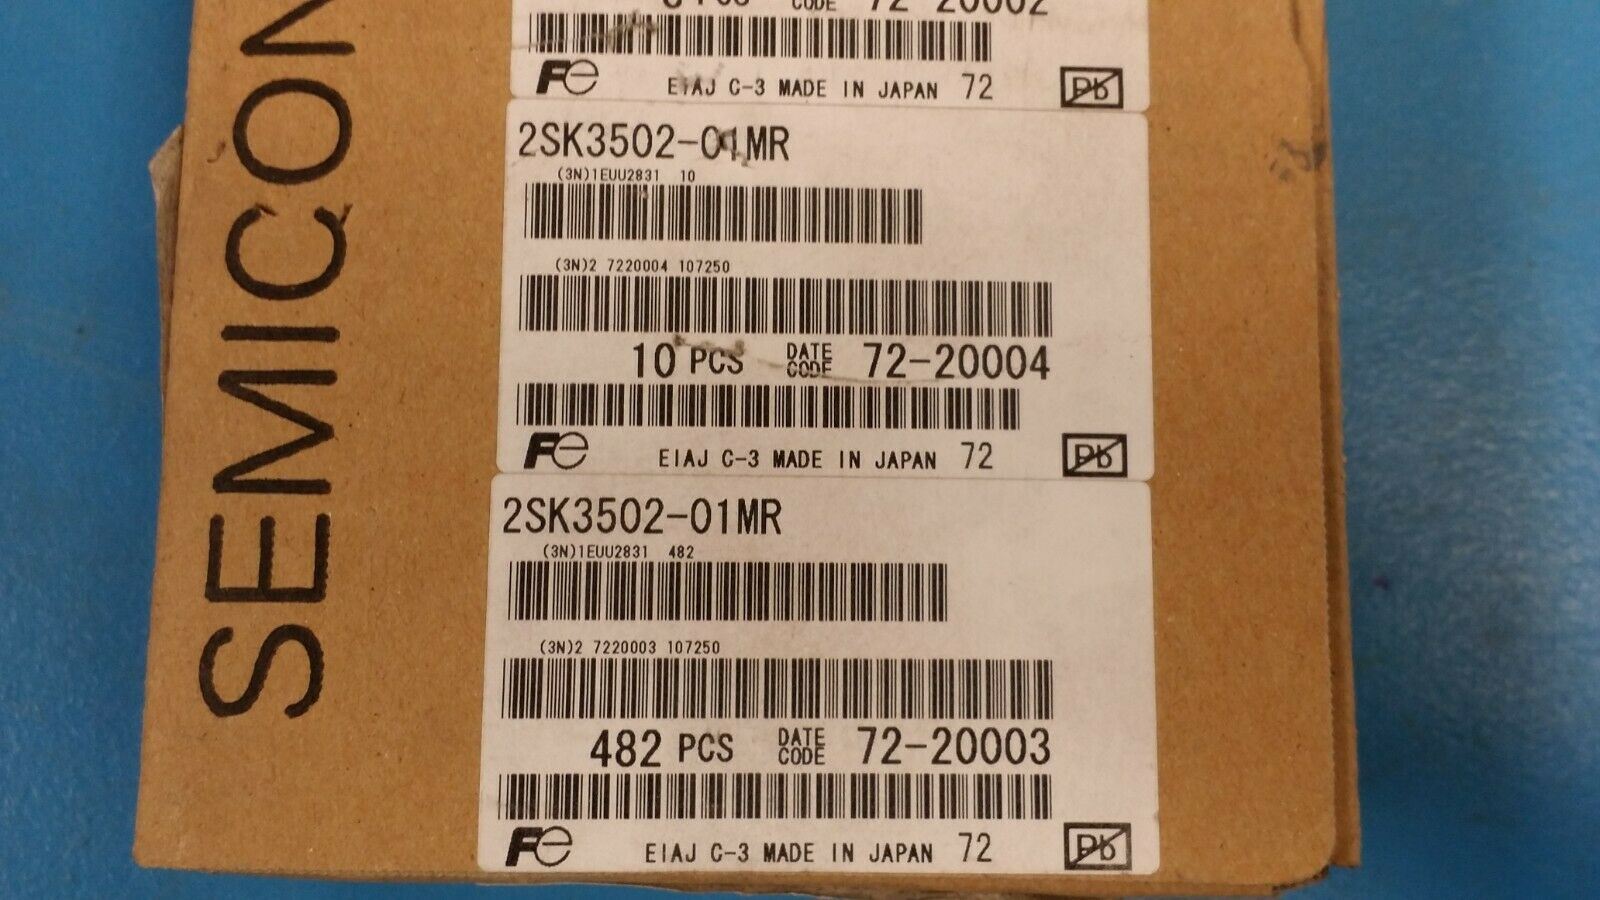 SEMICON
PCS CODE 72-20002
Fe EIAJ C-3 MADE IN JAPAN 72 Pb
2SK3502-01MR
(3N)1EUU2831 10
(3N)2 7220004 107250
10 PCS DATE CODE 72-20004
Fe EIAJ C-3 MADE IN JAPAN 72 Pb
2SK3502-01MR
(3N)1EUU2831 482
(3N)2 7220003 107250
482 PCS DATE CODE 72-20003
Fe EIAJ C-3 MADE IN JAPAN 72 Pb